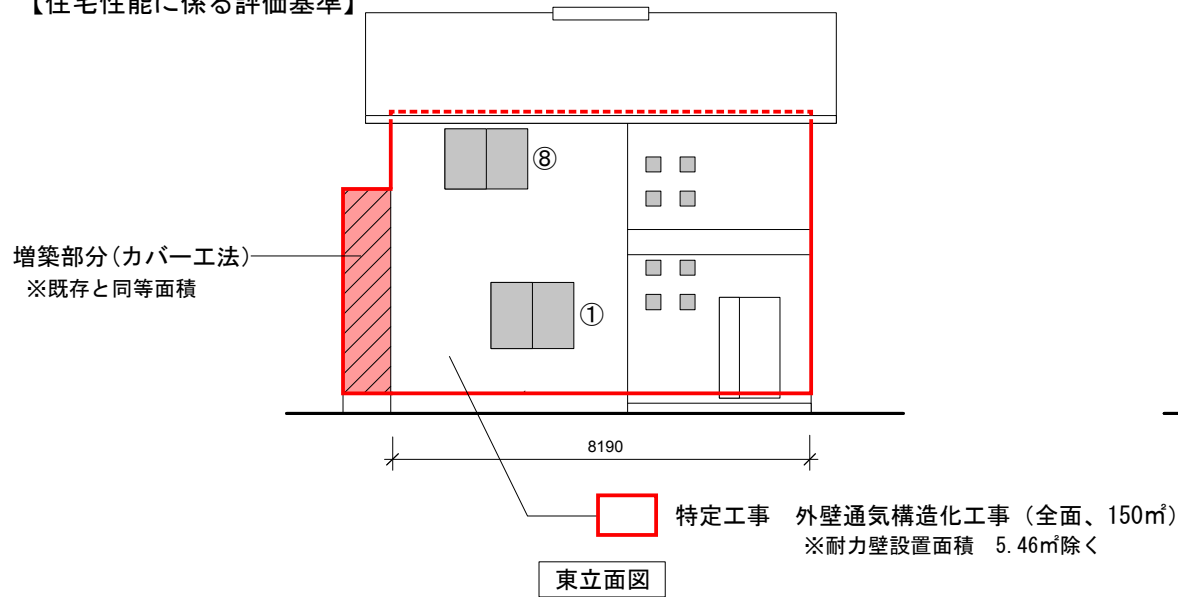 【住宅性能に係る評価基準】
⑧
増築部分(カバー工法)
※既存と同等面積
①
8190
特定工事 外壁通気構造化工事(全面、150㎡)
※耐力壁設置面積 5.46㎡除く
東立面図